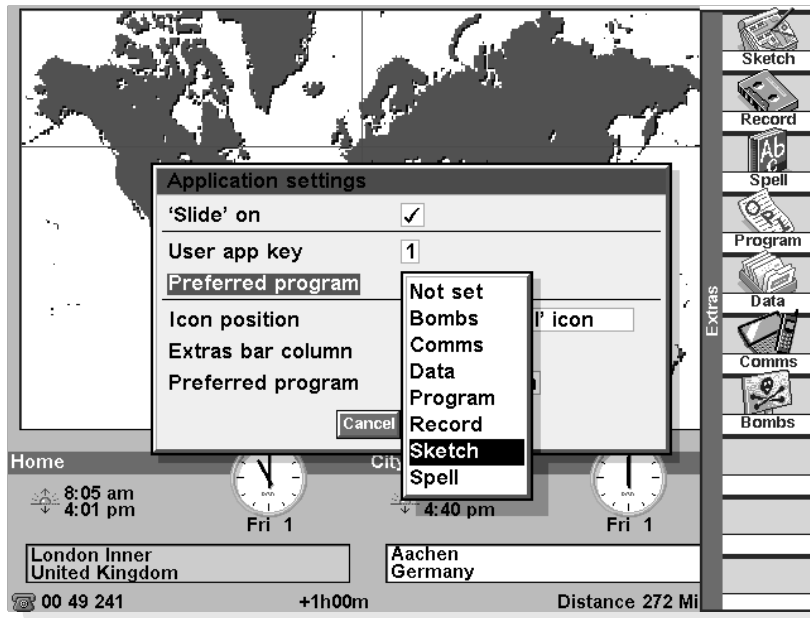 Application settings
'Slide' on
User app key 1
Preferred program
Icon position l' icon
Extras bar column
Preferred program
Cancel
Not set
Bombs
Comms
Data
Program
Record
Sketch
Spell
Extras
Sketch
Record
Spell
Program
Data
Comms
Bombs
Home
8:05 am
4:01 pm
Fri 1
London Inner
United Kingdom
City
4:40 pm
Fri 1
Aachen
Germany
00 49 241 +1h00m Distance 272 Mi